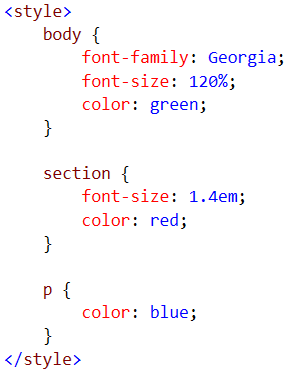 <style>
body {
font-family: Georgia;
font-size: 120%;
color: green;
}
section {
font-size: 1.4em;
color: red;
}
p {
color: blue;
}
</style>